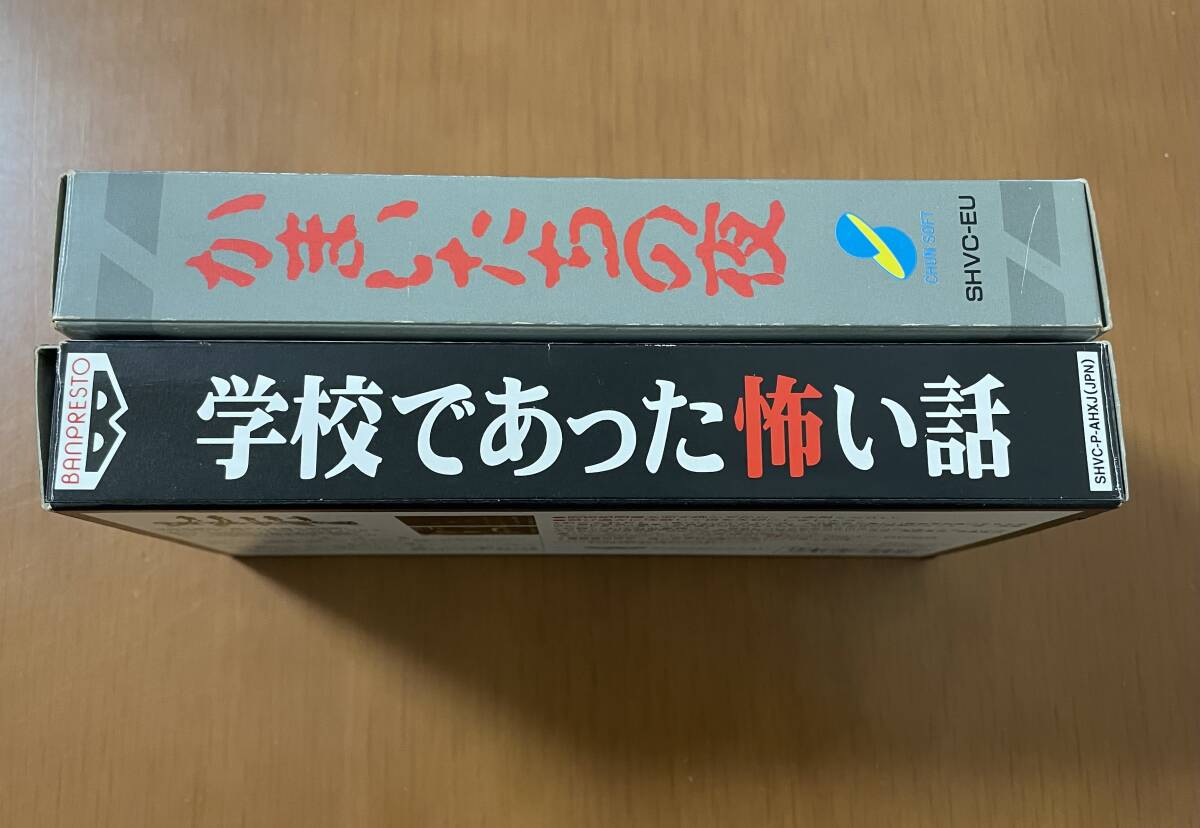 かまいたちの夜
CHUN SOFT
SHVC-EU
BANPRESTO
学校であった怖い話
SHVC-P-AHXJ(JPN)